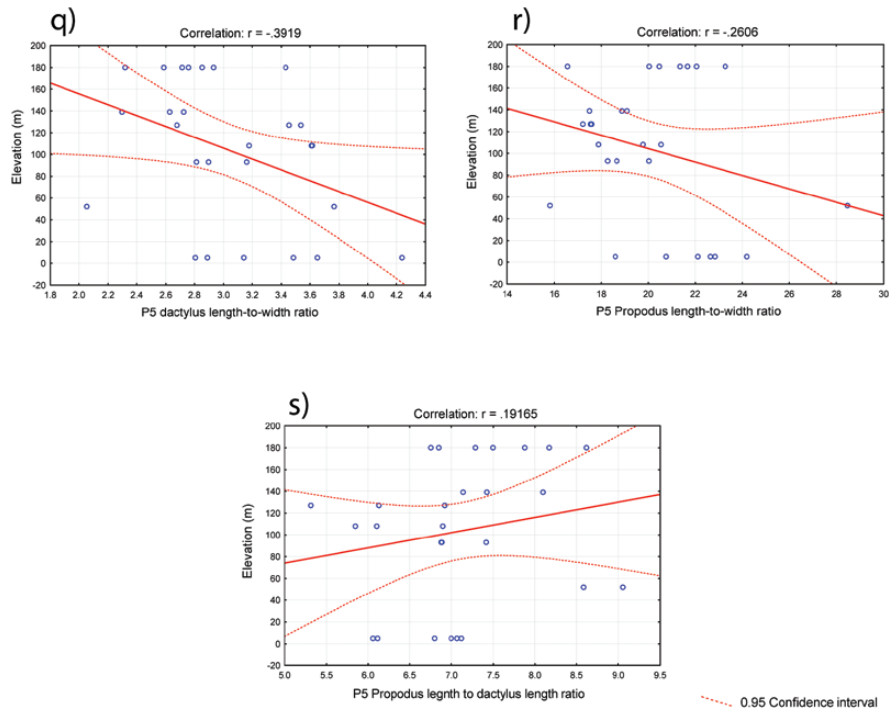 q)
Correlation: r = -.3919
Elevation (m)
200
180
160
140
120
100
80
60
40
20
0
-20
1.8 2.0 2.2 2.4 2.6 2.8 3.0 3.2 3.4 3.6 3.8 4.0 4.2 4.4
P5 dactylus length-to-width ratio
r)
Correlation: r = -.2606
Elevation (m)
200
180
160
140
120
100
80
60
40
20
0
-20
14 16 18 20 22 24 26 28 30
P5 Propodus length-to-width ratio
s)
Correlation: r = .19165
Elevation (m)
200
180
160
140
120
100
80
60
40
20
0
-20
5.0 5.5 6.0 6.5 7.0 7.5 8.0 8.5 9.0 9.5
P5 Propodus legnth to dactylus length ratio
0.95 Confidence interval